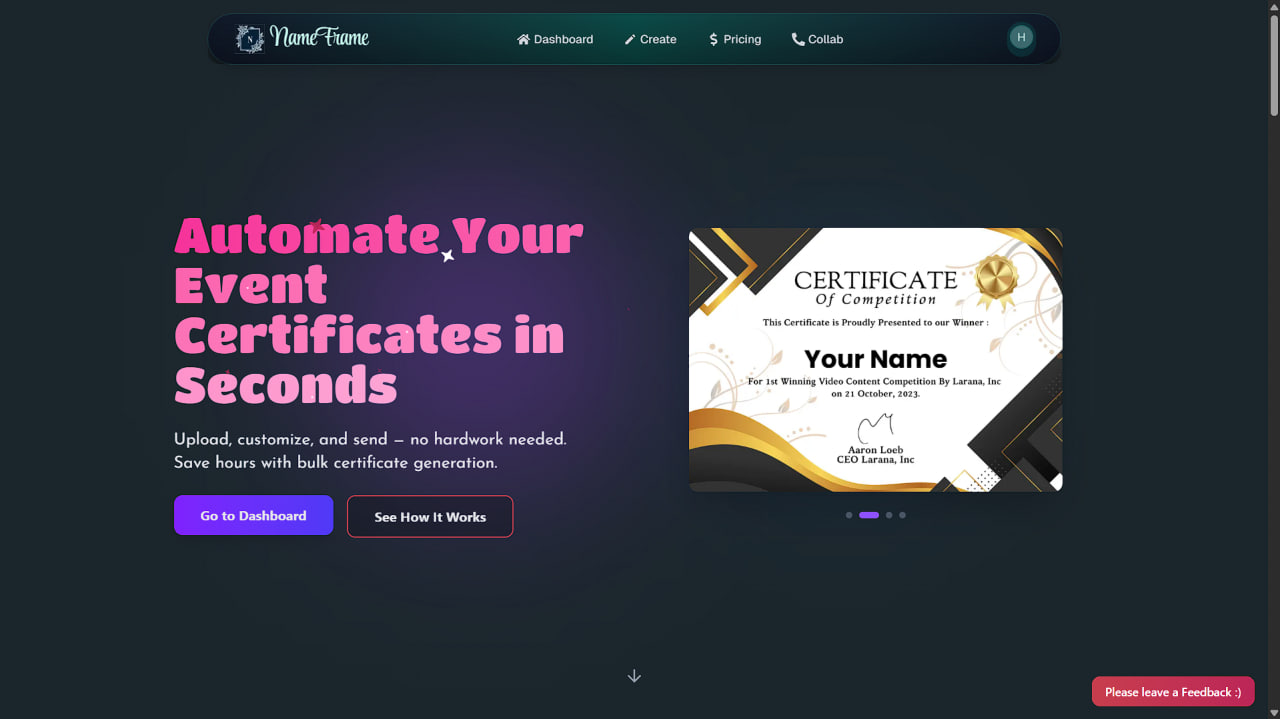 N
NameFrame
Dashboard
Create
Pricing
Collab
H
Automate Your
Event
Certificates in
Seconds
Upload, customize, and send – no hardwork needed.
Save hours with bulk certificate generation.
Go to Dashboard
See How It Works
CERTIFICATE
Of Competition
This Certificate is Proudly Presented to our Winner :
Your Name
For 1st Winning Video Content Competition By Larana, Inc
on 21 October, 2023.
Aaron Loeb
CEO Larana, Inc
Please leave a Feedback :)